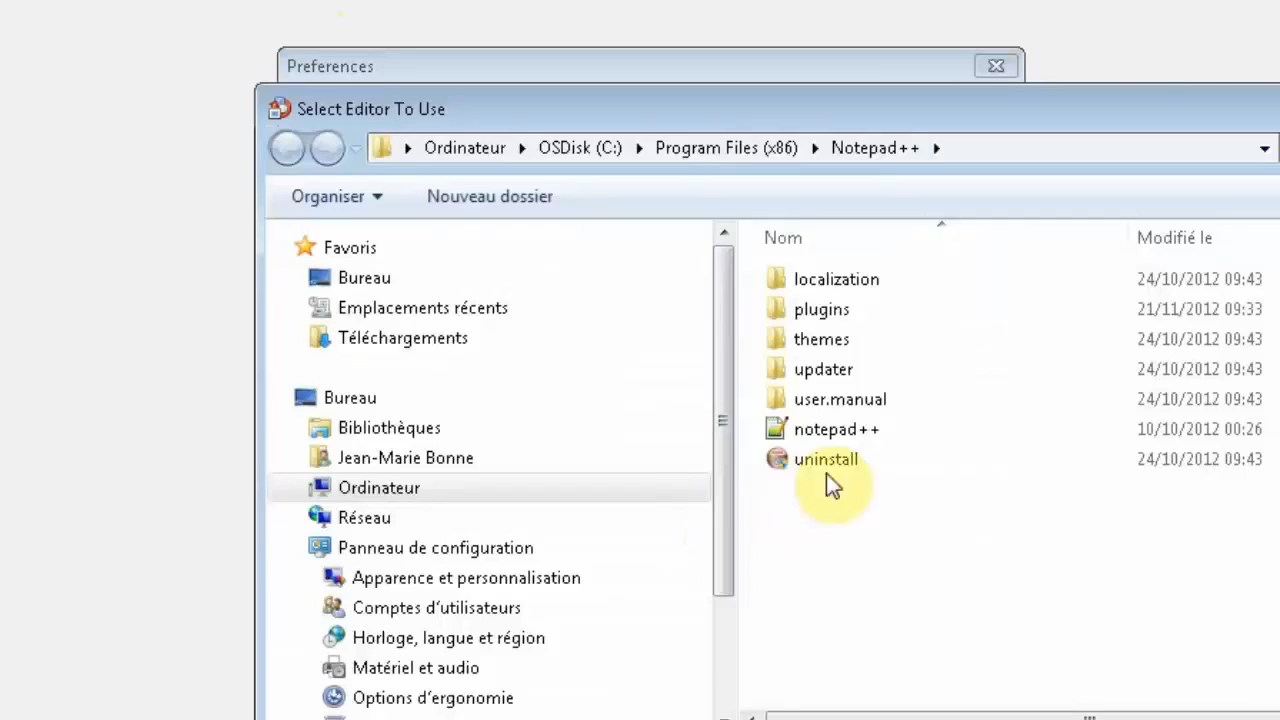 Preferences
Select Editor To Use
Ordinateur OSDisk (C:) Program Files (x86) Notepad++
Organiser Nouveau dossier
Favoris
Bureau
Emplacements récents
Téléchargements
Bureau
Bibliothèques
Jean-Marie Bonne
Ordinateur
Réseau
Panneau de configuration
Apparence et personnalisation
Comptes d'utilisateurs
Horloge, langue et région
Matériel et audio
Options d'ergonomie
Nom Modifié le
localization 24/10/2012 09:43
plugins 21/11/2012 09:33
themes 24/10/2012 09:43
updater 24/10/2012 09:43
user.manual 24/10/2012 09:43
notepad++ 10/10/2012 00:26
uninstall 24/10/2012 09:43